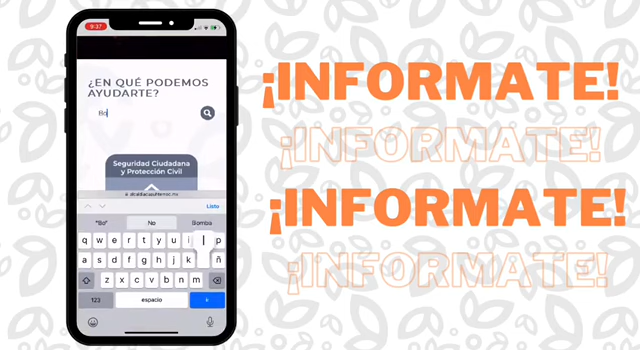 9:37
¿EN QUÉ PODEMOS
AYUDARTE?
Bo
Seguridad Ciudadana
y Protección Civil
Listo
"Bo"
No
Bomba
q w e r t y u i p
a s d f g h j k ñ
z x c v b n m
123
espacio
¡INFORMATE!
¡INFORMATE!
¡INFORMATE!
¡INFORMATE!